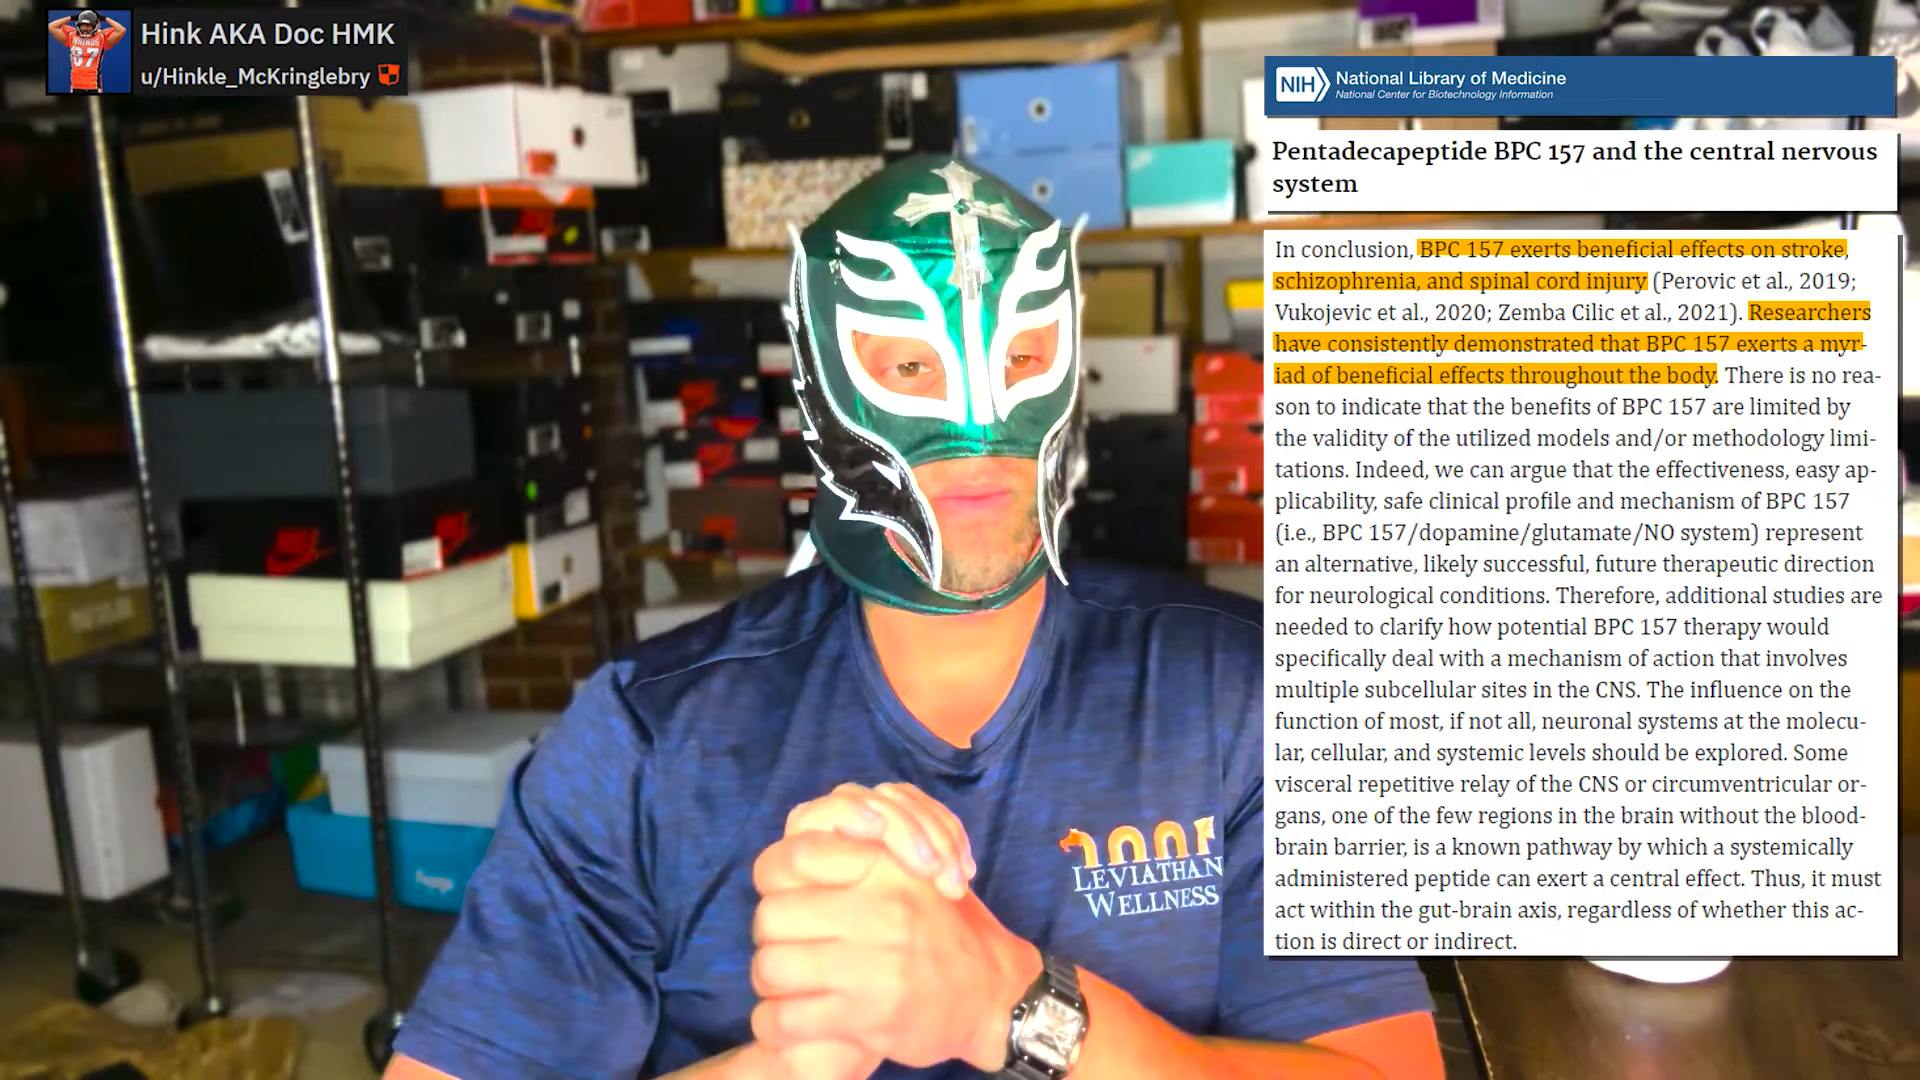 Hink AKA Doc HMK
u/Hinkle_McKringlebry
NIH
National Library of Medicine
National Center for Biotechnology Information
Pentadecapeptide BPC 157 and the central nervous
system
In conclusion, BPC 157 exerts beneficial effects on stroke,
schizophrenia, and spinal cord injury (Perovic et al., 2019;
Vukojevic et al., 2020; Zemba Cilic et al., 2021). Researchers
have consistently demonstrated that BPC 157 exerts a myr-
iad of beneficial effects throughout the body. There is no rea-
son to indicate that the benefits of BPC 157 are limited by
the validity of the utilized models and/or methodology limi-
tations. Indeed, we can argue that the effectiveness, easy ap-
plicability, safe clinical profile and mechanism of BPC 157
(i.e., BPC 157/dopamine/glutamate/NO system) represent
an alternative, likely successful, future therapeutic direction
for neurological conditions. Therefore, additional studies are
needed to clarify how potential BPC 157 therapy would
specifically deal with a mechanism of action that involves
multiple subcellular sites in the CNS. The influence on the
function of most, if not all, neuronal systems at the molecu-
lar, cellular, and systemic levels should be explored. Some
visceral repetitive relay of the CNS or circumventricular or-
gans, one of the few regions in the brain without the blood-
brain barrier, is a known pathway by which a systemically
administered peptide can exert a central effect. Thus, it must
act within the gut-brain axis, regardless of whether this ac-
tion is direct or indirect.
LEVIATHAN
WELLNESS